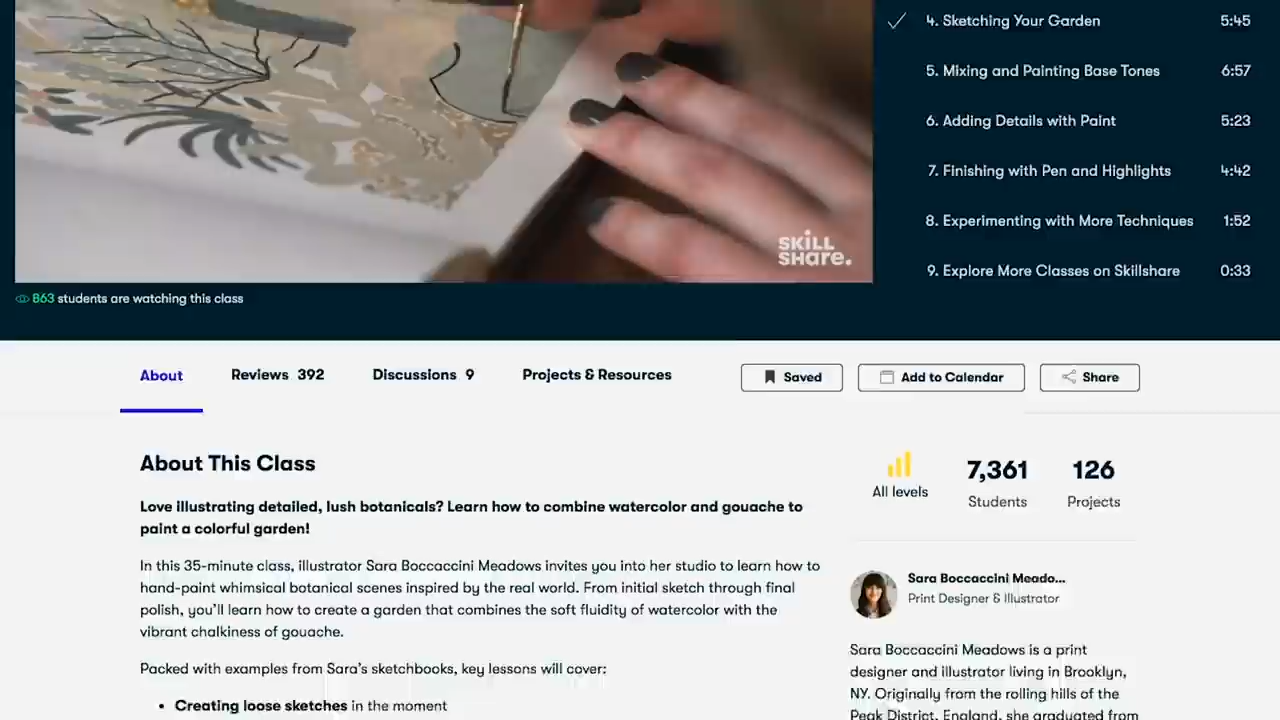 4. Sketching Your Garden 5:45
5. Mixing and Painting Base Tones 6:57
6. Adding Details with Paint 5:23
7. Finishing with Pen and Highlights 4:42
8. Experimenting with More Techniques 1:52
9. Explore More Classes on Skillshare 0:33
SKILL
SHARE.
863 students are watching this class
About Reviews 392 Discussions 9 Projects & Resources Saved Add to Calendar Share
About This Class
Love illustrating detailed, lush botanicals? Learn how to combine watercolor and gouache to
paint a colorful garden!
In this 35-minute class, illustrator Sara Boccaccini Meadows invites you into her studio to learn how to
hand-paint whimsical botanical scenes inspired by the real world. From initial sketch through final
polish, you'll learn how to create a garden that combines the soft fluidity of watercolor with the
vibrant chalkiness of gouache.
Packed with examples from Sara's sketchbooks, key lessons will cover:
• Creating loose sketches in the moment
7,361 126
All levels Students Projects
Sara Boccaccini Meado...
Print Designer & Illustrator
Sara Boccaccini Meadows is a print
designer and illustrator living in Brooklyn,
NY. Originally from the rolling hills of the
Peak District, England, she graduated from